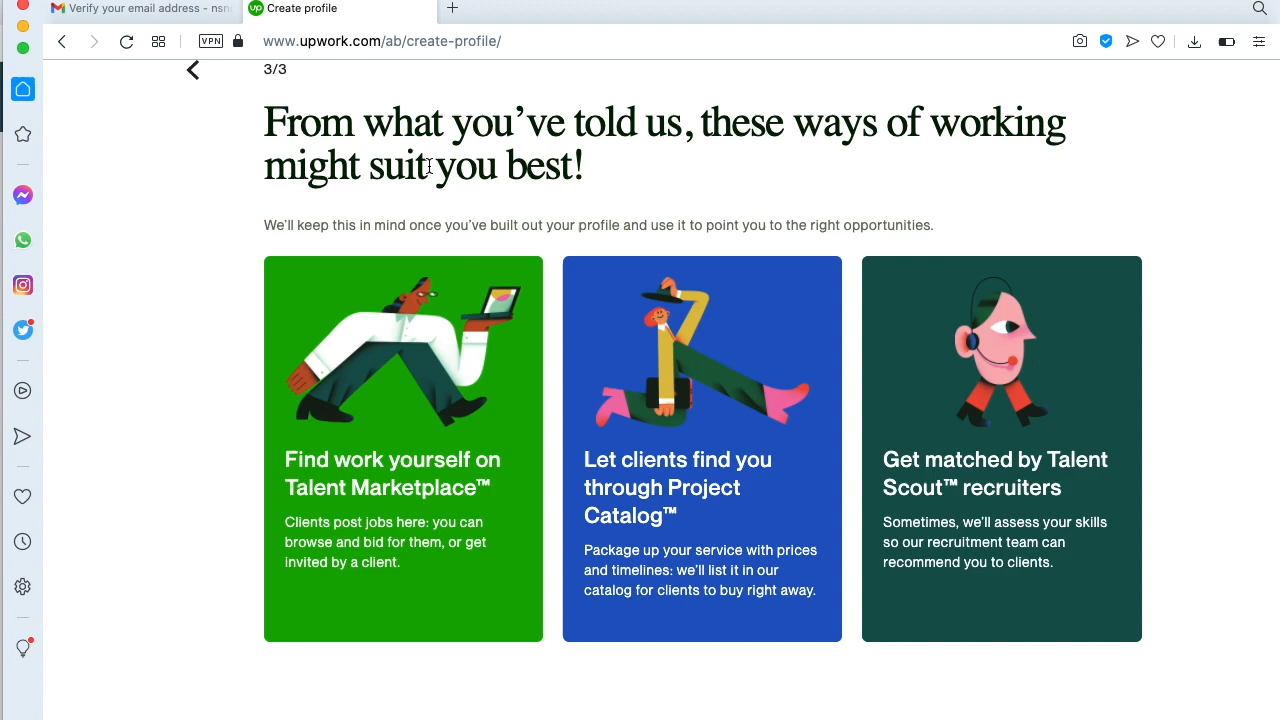 Verify your email address - nsn
up Create profile
VPN www.upwork.com/ab/create-profile/
3/3
From what you've told us, these ways of working
might suit you best!
We'll keep this in mind once you've built out your profile and use it to point you to the right opportunities.
Find work yourself on
Talent Marketplace™
Clients post jobs here: you can
browse and bid for them, or get
invited by a client.
Let clients find you
through Project
Catalog™
Package up your service with prices
and timelines: we'll list it in our
catalog for clients to buy right away.
Get matched by Talent
Scout™ recruiters
Sometimes, we'll assess your skills
so our recruitment team can
recommend you to clients.